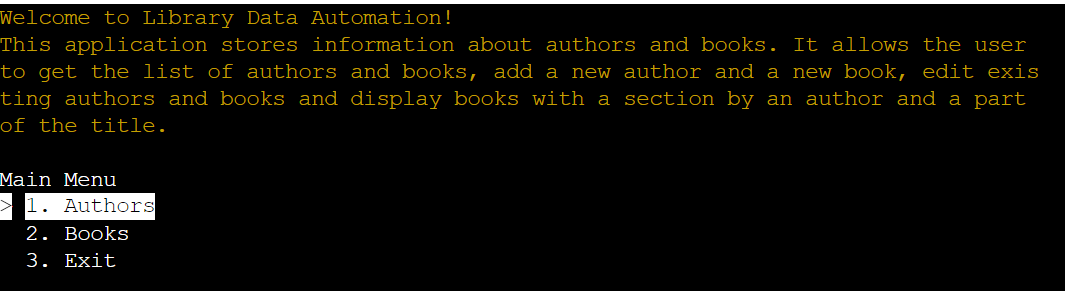 Welcome to Library Data Automation!
This application stores information about authors and books. It allows the user
to get the list of authors and books, add a new author and a new book, edit exis
ting authors and books and display books with a section by an author and a part
of the title.
Main Menu
> 1. Authors
2. Books
3. Exit